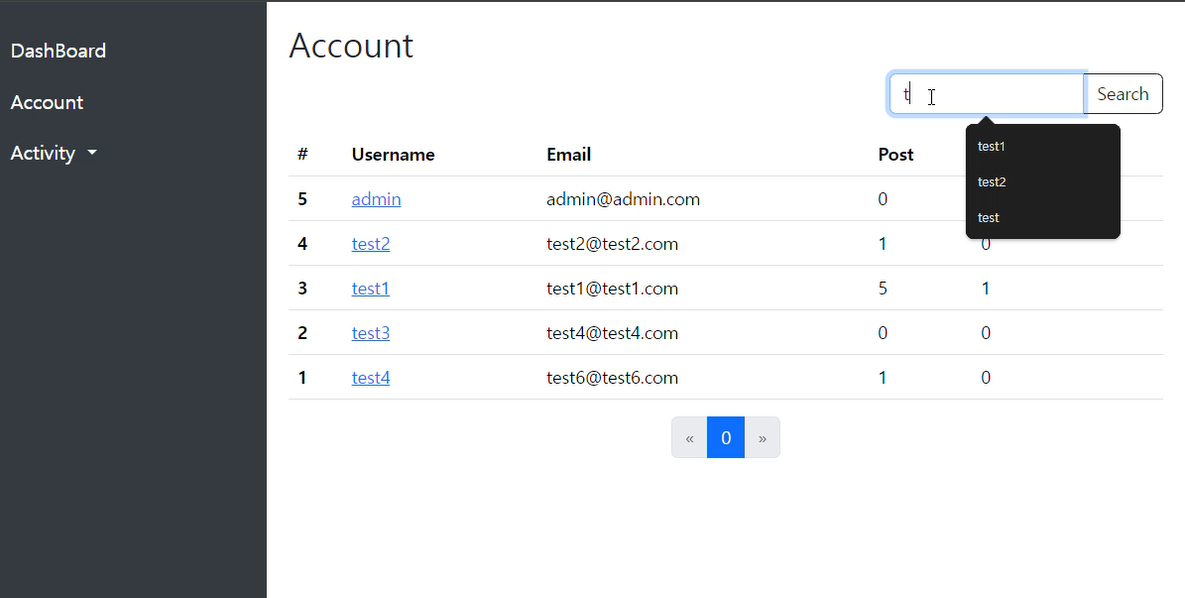 DashBoard
Account
Activity
Account
t
Search
test1
test2
test
# Username Email Post
5 admin admin@admin.com 0
4 test2 test2@test2.com 1 0
3 test1 test1@test1.com 5 1
2 test3 test4@test4.com 0 0
1 test4 test6@test6.com 1 0
« 0 »